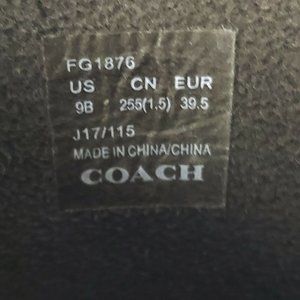 FG1876
US CN EUR
9B 255(1.5) 39.5
J17/115
MADE IN CHINA/CHINA
COACH